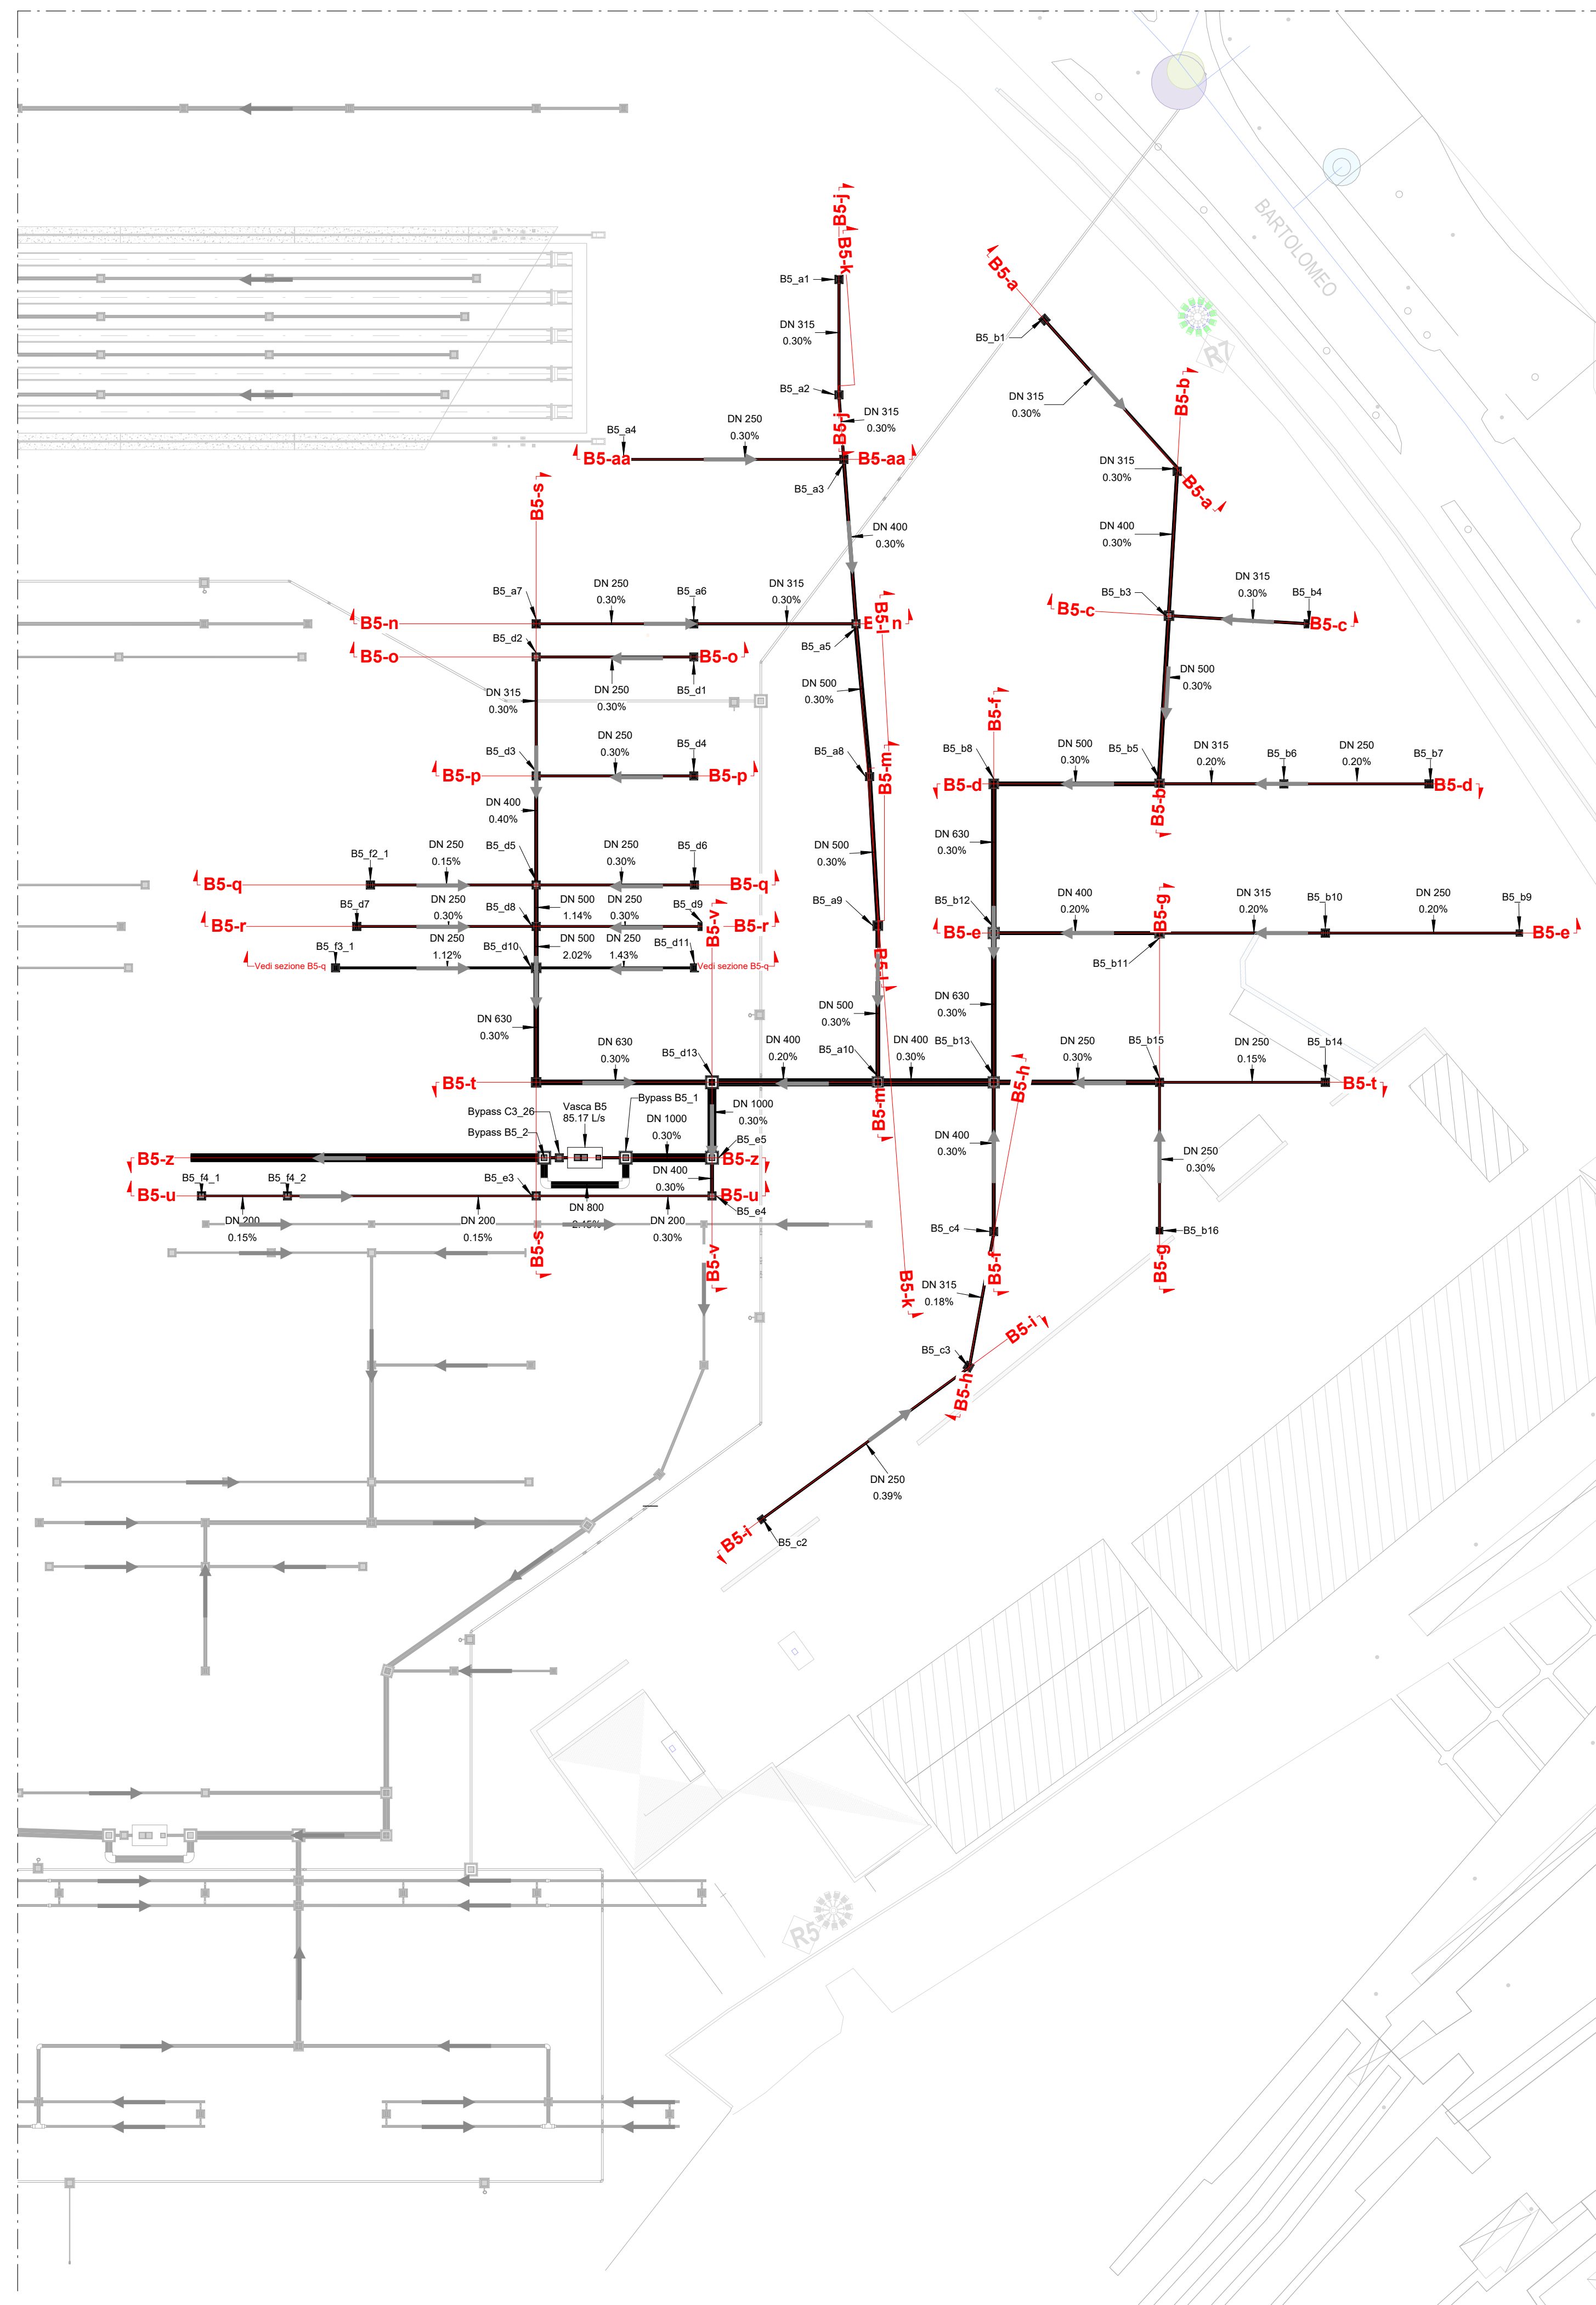 BARTOLOMEO
B5-j
B5-k
B5_a1
B5-a
B5_b1
R7
DN 315
0.30%
B5_a2
DN 315
0.30%
B5-b
DN 315
0.30%
B5-j
B5_a4
DN 250
0.30%
B5-aa
B5-aa
B5_a3
DN 315
0.30%
B5-a
B5-s
DN 400
0.30%
DN 400
0.30%
B5_a7
DN 250
0.30%
B5_a6
DN 315
0.30%
B5-l
B5_b3
DN 315
0.30%
B5_b4
B5-c
B5-c
B5-n
n
B5_d2
B5_a5
B5-o
B5-o
DN 315
0.30%
DN 250
0.30%
B5_d1
DN 500
0.30%
DN 500
0.30%
B5-f
B5_d3
DN 250
0.30%
B5_d4
B5_a8
B5-m
B5_b8
DN 500
0.30%
B5_b5
DN 315
0.20%
B5_b6
DN 250
0.20%
B5_b7
B5-p
B5-p
B5-d
B5-d
B5-b
DN 400
0.40%
DN 500
0.30%
DN 630
0.30%
B5_f2_1
DN 250
0.15%
B5_d5
DN 250
0.30%
B5_d6
B5-q
B5-q
B5_d7
DN 250
0.30%
B5_d8
DN 500
1.14%
DN 250
0.30%
B5_d9
B5-v
B5_a9
B5_b12
DN 400
0.20%
B5-g
DN 315
0.20%
B5_b10
DN 250
0.20%
B5_b9
B5-r
B5-r
B5-e
B5-e
B5_f3_1
DN 250
1.12%
B5_d10
DN 500
2.02%
DN 250
1.43%
B5_d11
Vedi sezione B5-q
Vedi sezione B5-q
B5-l
B5_b11
DN 630
0.30%
DN 500
0.30%
DN 630
0.30%
DN 630
0.30%
B5_d13
DN 400
0.20%
B5_a10
DN 400
0.30%
B5_b13
DN 250
0.30%
B5_b15
DN 250
0.15%
B5_b14
B5-t
B5-h
B5-t
B5-m
Bypass C3_26
Vasca B5
85.17 L/s
Bypass B5_1
DN 1000
0.30%
Bypass B5_2
DN 1000
0.30%
B5_e5
DN 400
0.30%
B5-z
B5-z
DN 400
0.30%
DN 250
0.30%
B5_f4_1
B5_f4_2
B5_e3
B5-u
B5-u
B5_e4
DN 200
0.15%
DN 200
0.15%
DN 800
2.15%
DN 200
0.30%
B5_c4
B5_b16
B5-s
B5-v
B5-f
B5-g
B5-k
DN 315
0.18%
B5-i
B5_c3
B5-h
DN 250
0.39%
B5-i
B5_c2
R5